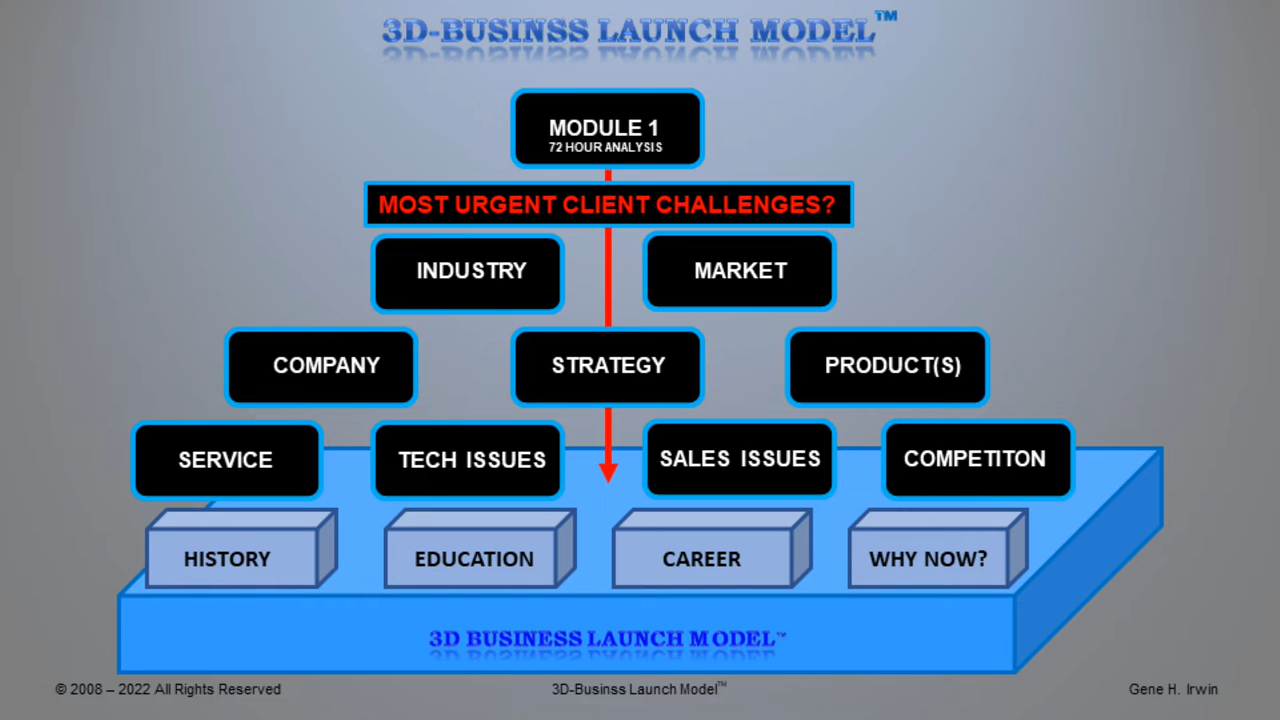 3D-BUSINSS LAUNCH MODEL™
MODULE 1
72 HOUR ANALYSIS
MOST URGENT CLIENT CHALLENGES?
INDUSTRY
MARKET
COMPANY
STRATEGY
PRODUCT(S)
SERVICE
TECH ISSUES
SALES ISSUES
COMPETITON
HISTORY
EDUCATION
CAREER
WHY NOW?
3D BUSINESS LAUNCH MODEL™
© 2008 – 2022 All Rights Reserved
3D-Businss Launch Model™
Gene H. Irwin